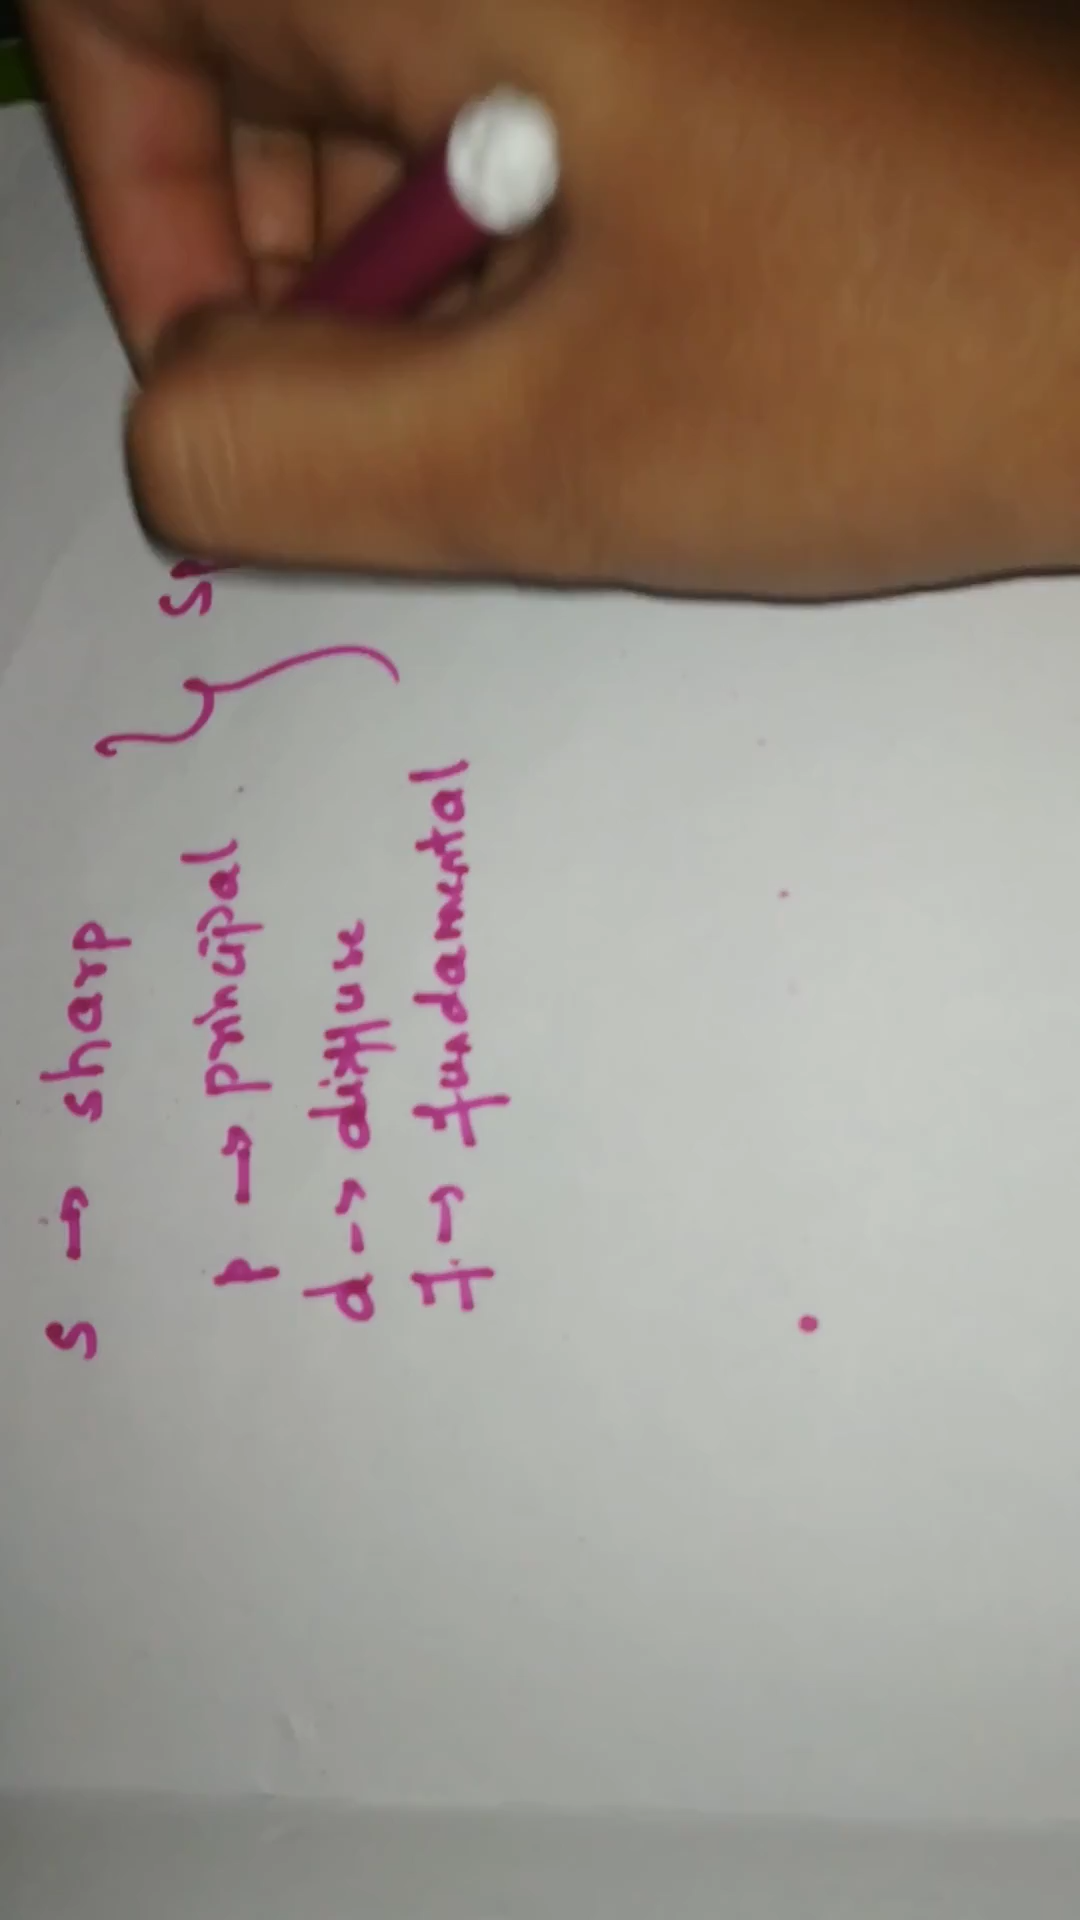 s → sharp
p → principal
d → diffuse
f → fundamental